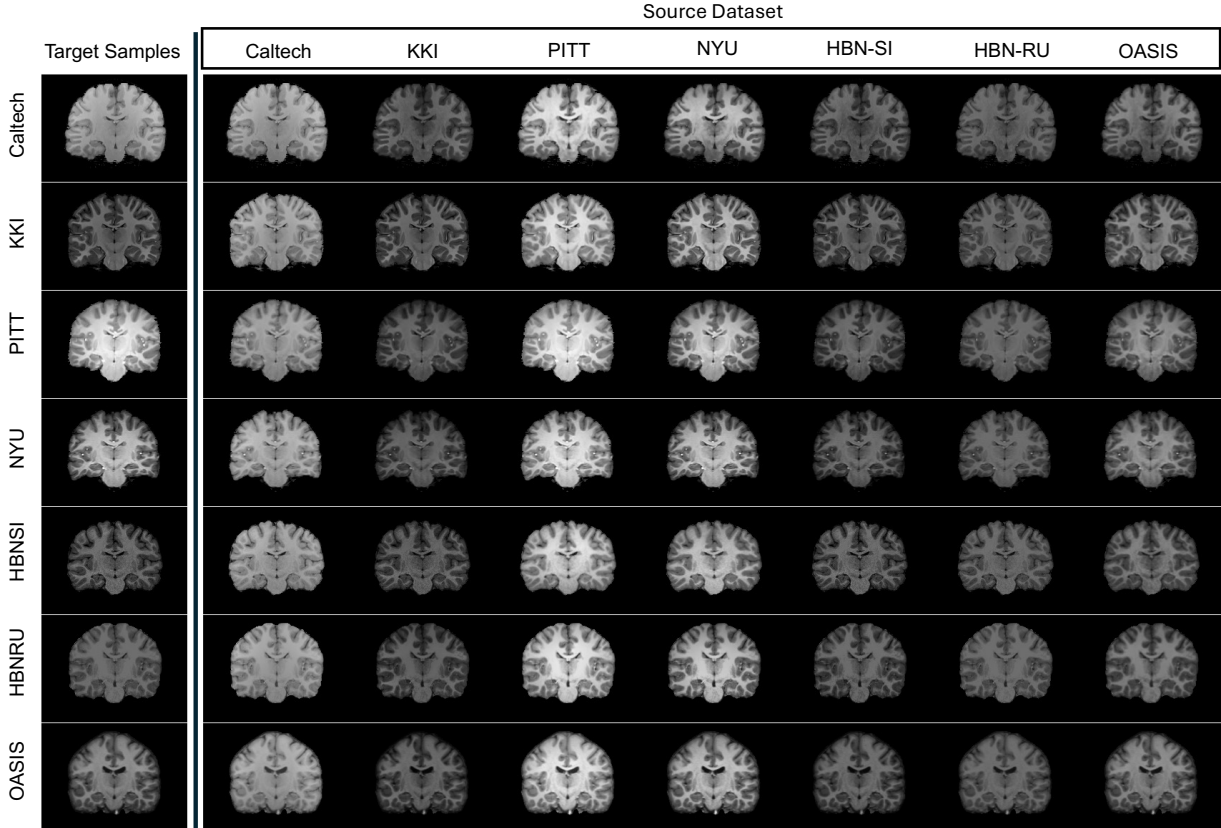 Source Dataset
Target Samples Caltech KKI PITT NYU HBN-SI HBN-RU OASIS
Caltech
KKI
PITT
NYU
HBNSI
HBNRU
OASIS